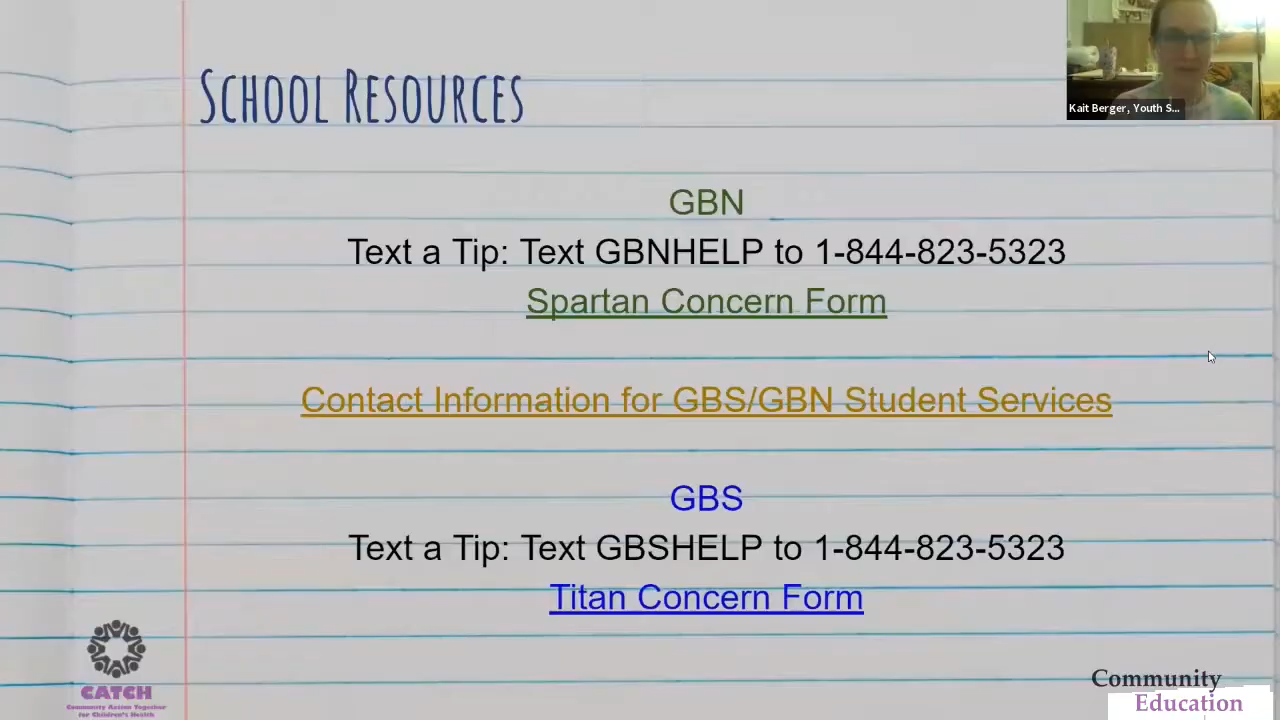 School Resources
Kait Berger, Youth S...
GBN
Text a Tip: Text GBNHELP to 1-844-823-5323
Spartan Concern Form
Contact Information for GBS/GBN Student Services
GBS
Text a Tip: Text GBSHELP to 1-844-823-5323
Titan Concern Form
CATCH
Community Action Together
for Children's Health
Community
Education